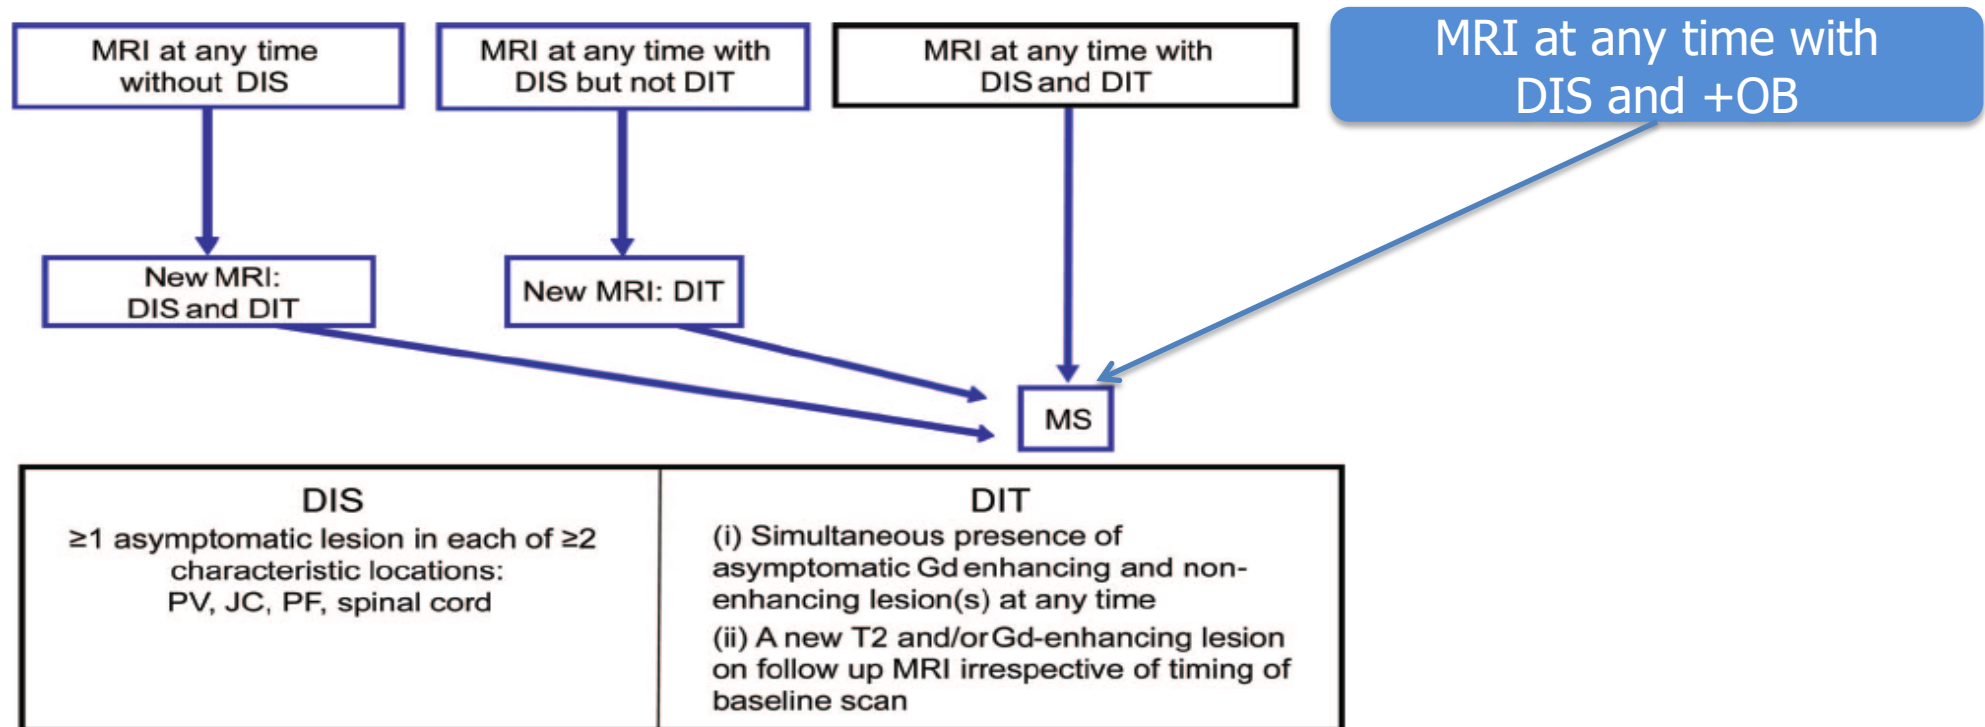 MRI at any time
without DIS
MRI at any time with
DIS but not DIT
MRI at any time with
DIS and DIT
MRI at any time with
DIS and +OB
New MRI:
DIS and DIT
New MRI: DIT
MS
DIS
≥1 asymptomatic lesion in each of ≥2
characteristic locations:
PV, JC, PF, spinal cord
DIT
(i) Simultaneous presence of
asymptomatic Gd enhancing and non-
enhancing lesion(s) at any time
(ii) A new T2 and/or Gd-enhancing lesion
on follow up MRI irrespective of timing of
baseline scan